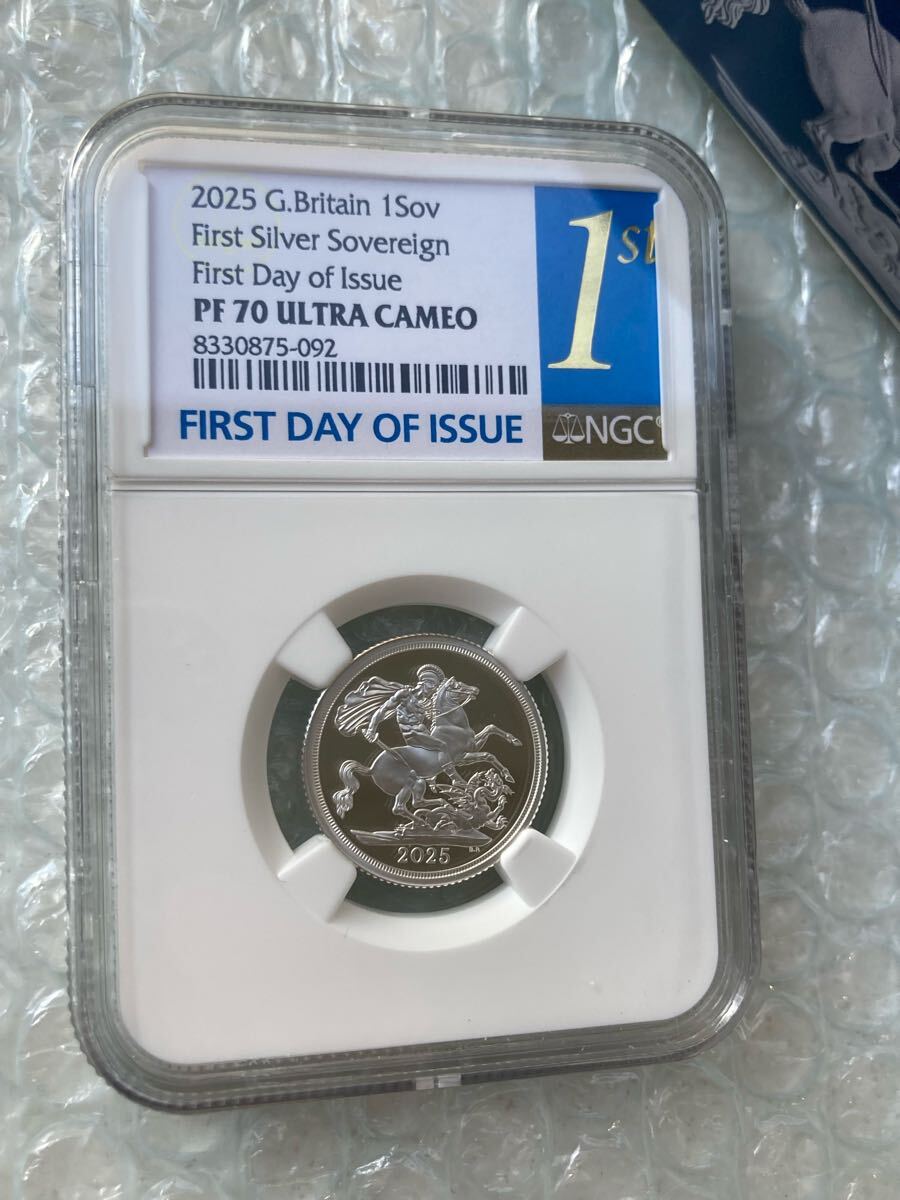 2025 G.Britain 1Sov
First Silver Sovereign
First Day of Issue
PF 70 ULTRA CAMEO
8330875-092
FIRST DAY OF ISSUE
1st
NGC
2025